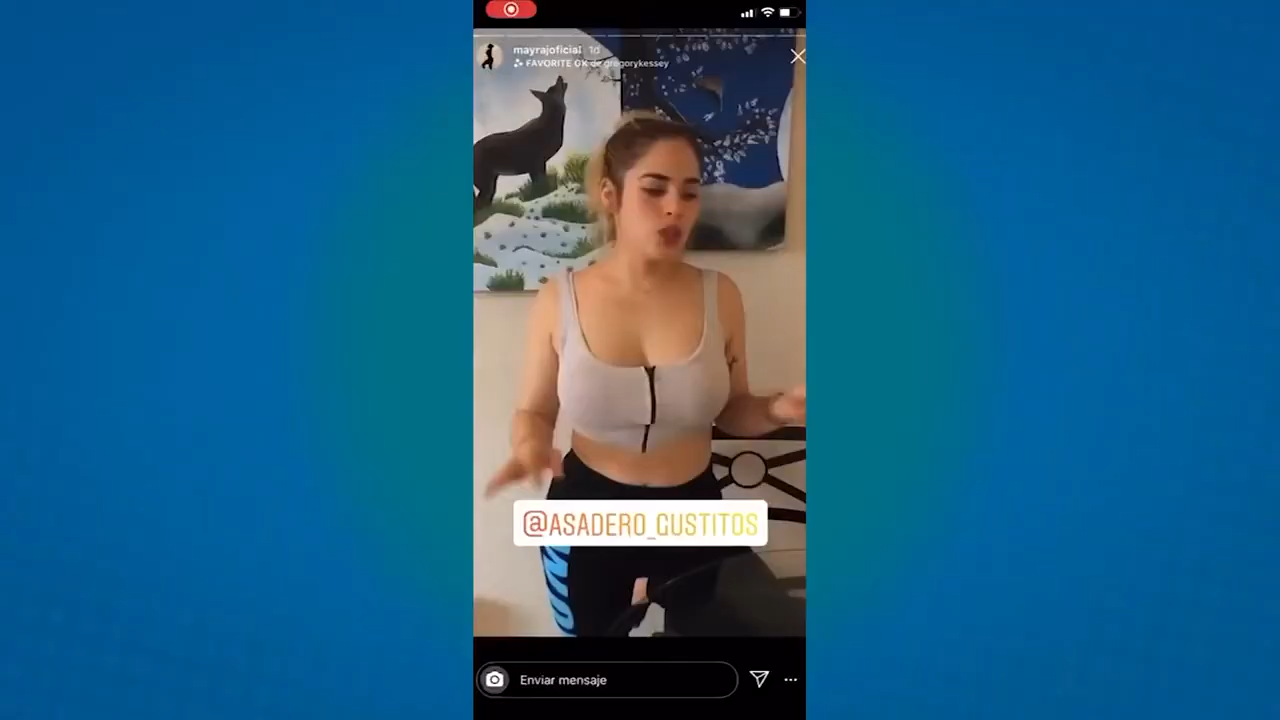 mayrajoficial 1d
FAVORITE OK de gregorykessey
@ASADERO_GUSTITOS
Enviar mensaje